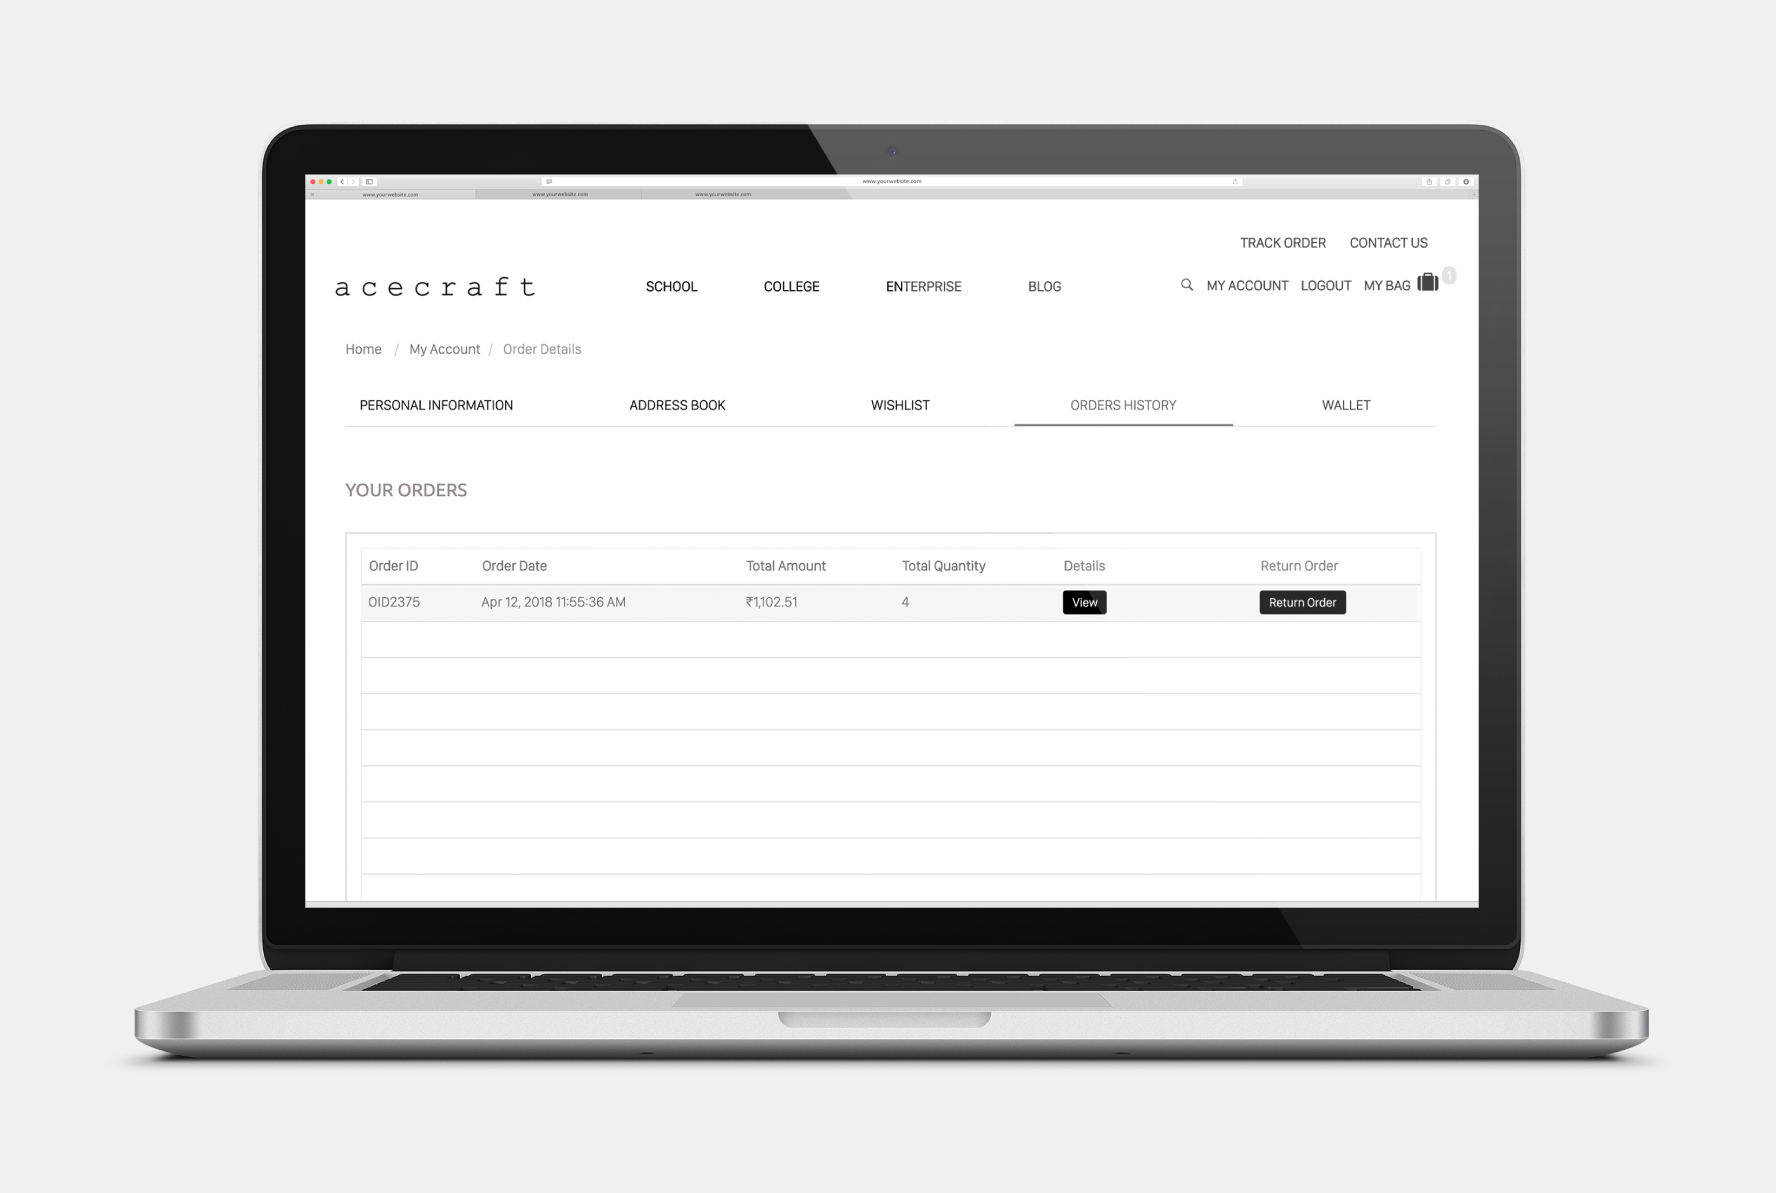 www.yourwebsite.com
www.yourwebsite.com www.yourwebsite.com www.yourwebsite.com
TRACK ORDER CONTACT US
acecraft SCHOOL COLLEGE ENTERPRISE BLOG MY ACCOUNT LOGOUT MY BAG 1
Home / My Account / Order Details
PERSONAL INFORMATION ADDRESS BOOK WISHLIST ORDERS HISTORY WALLET
YOUR ORDERS
Order ID Order Date Total Amount Total Quantity Details Return Order
OID2375 Apr 12, 2018 11:55:36 AM ₹1,102.51 4 View Return Order